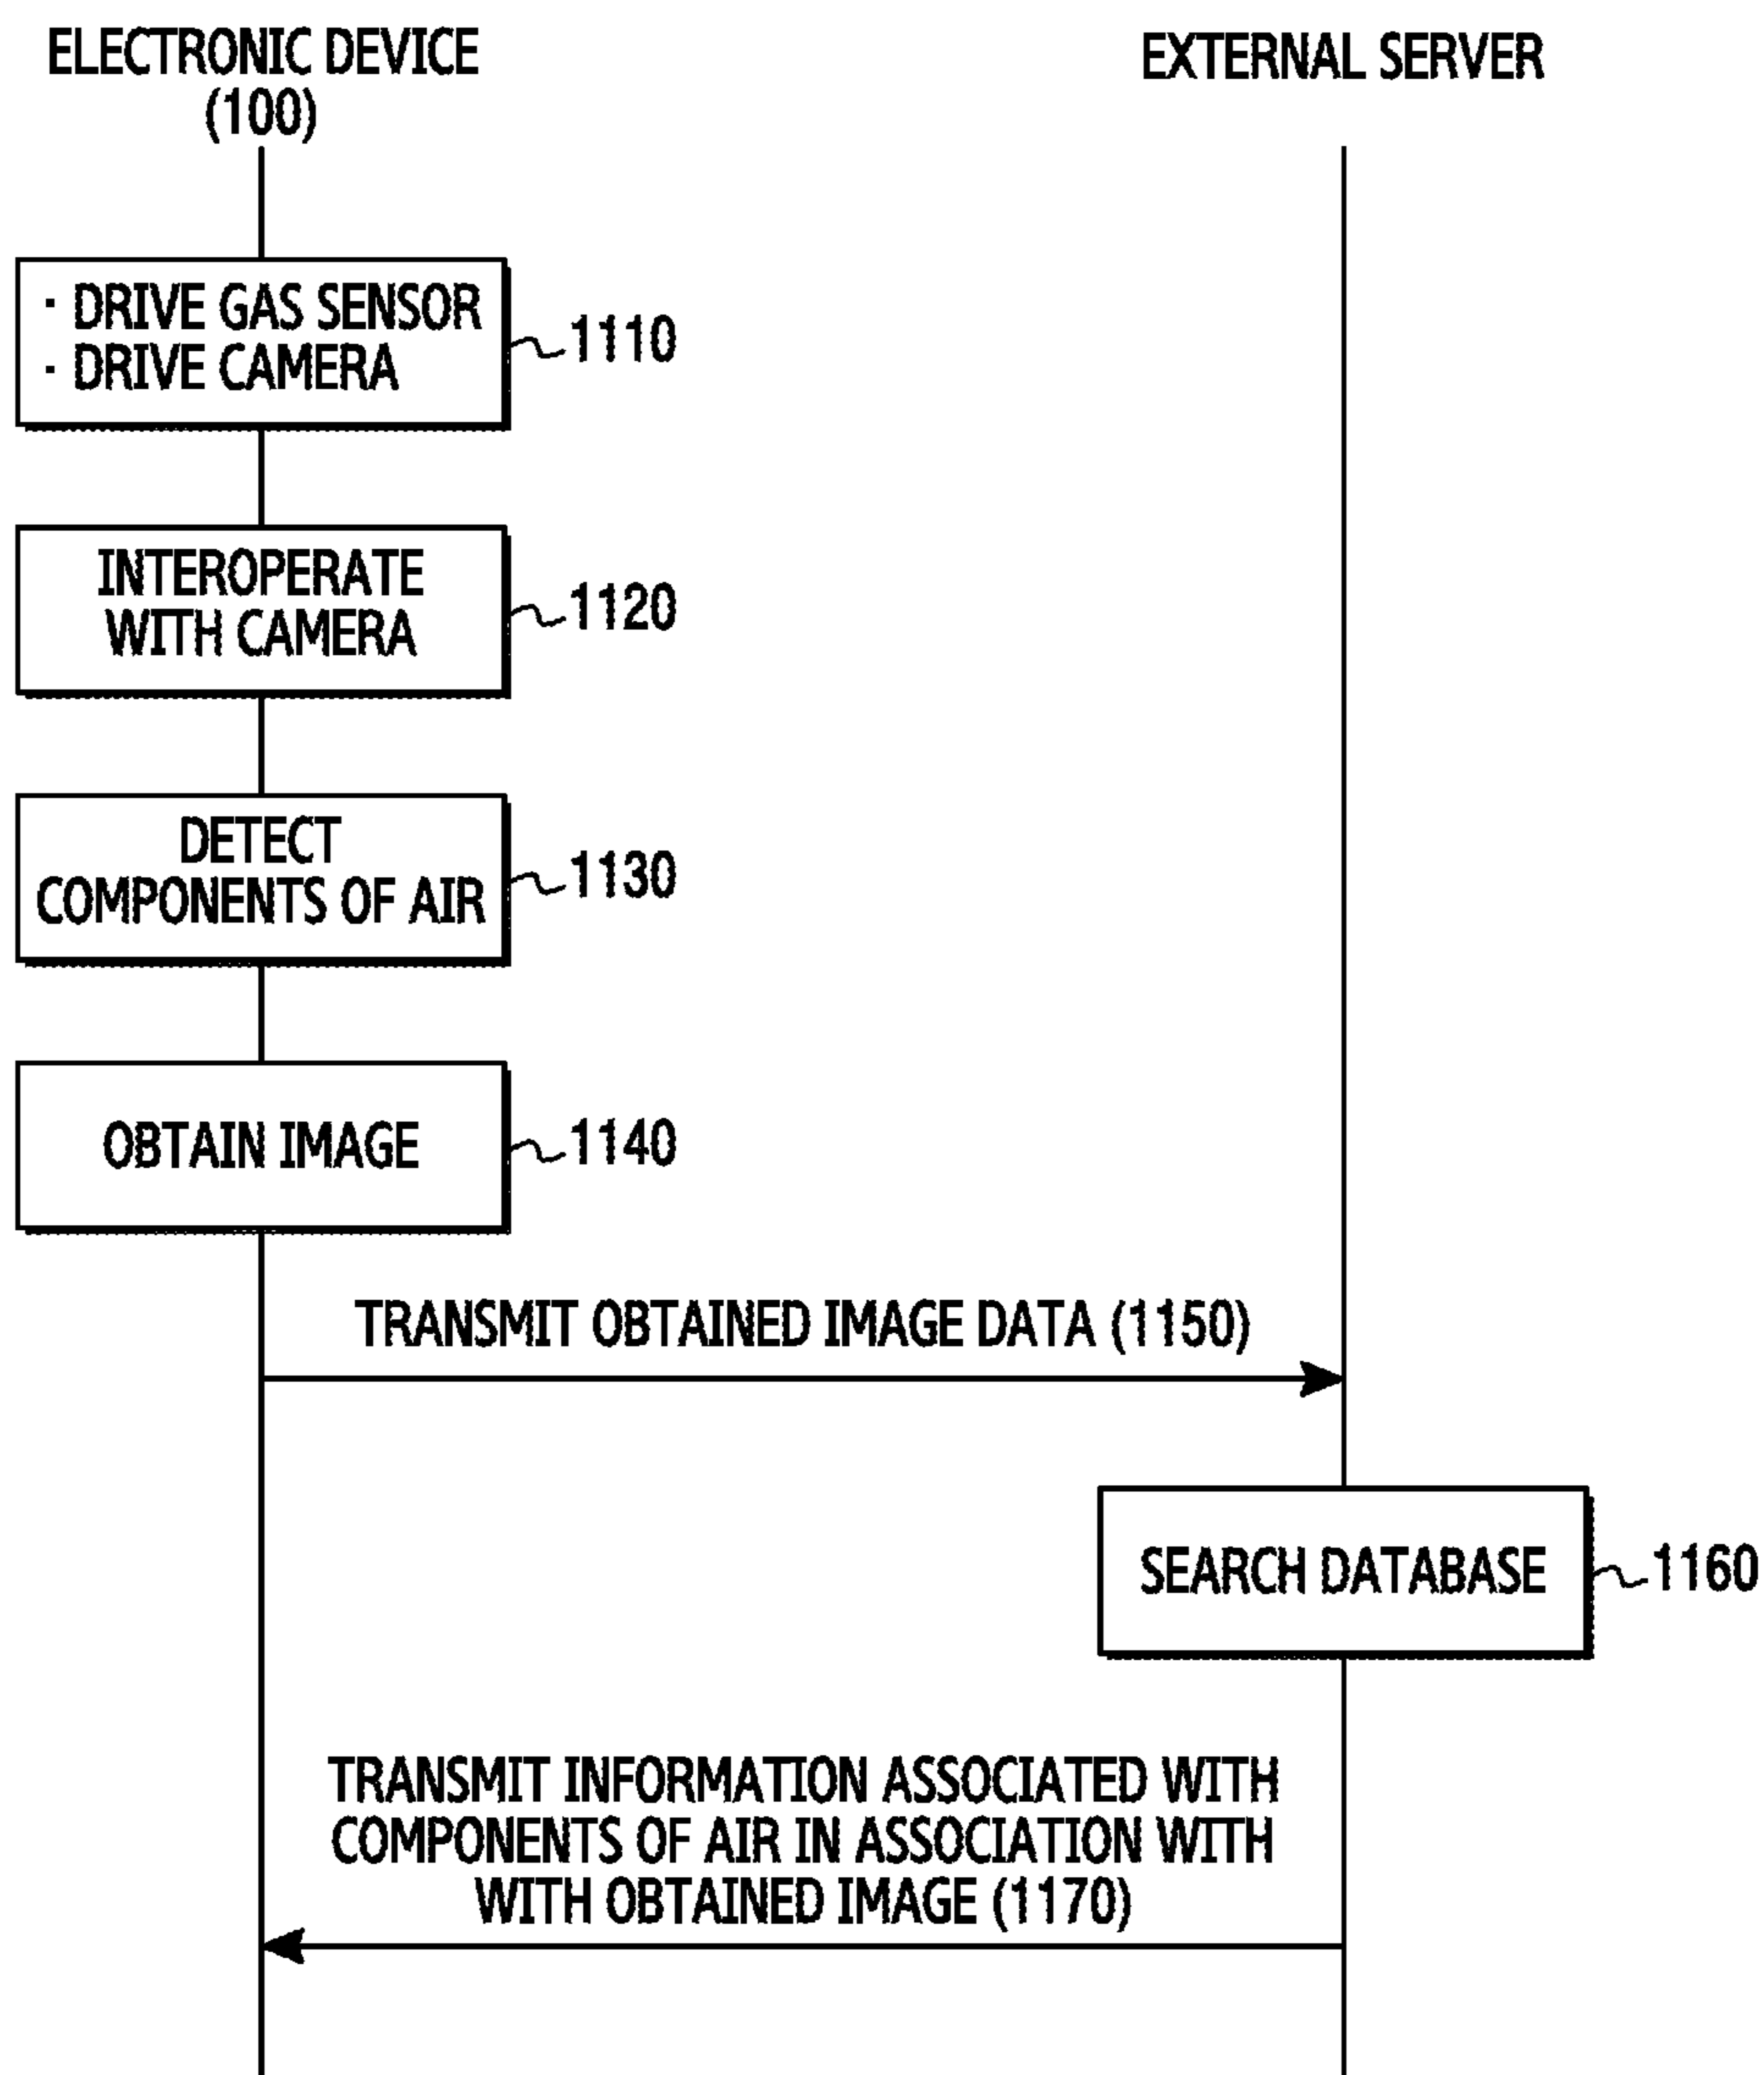 ELECTRONIC DEVICE
(100)
EXTERNAL SERVER
· DRIVE GAS SENSOR
· DRIVE CAMERA
1110
INTEROPERATE
WITH CAMERA
1120
DETECT
COMPONENTS OF AIR
1130
OBTAIN IMAGE
1140
TRANSMIT OBTAINED IMAGE DATA (1150)
SEARCH DATABASE
1160
TRANSMIT INFORMATION ASSOCIATED WITH
COMPONENTS OF AIR IN ASSOCIATION WITH
WITH OBTAINED IMAGE (1170)